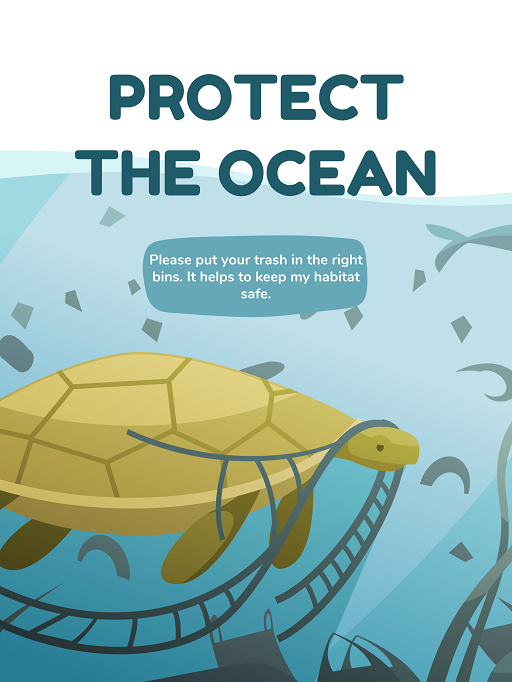 PROTECT
THE OCEAN
Please put your trash in the right
bins. It helps to keep my habitat
safe.